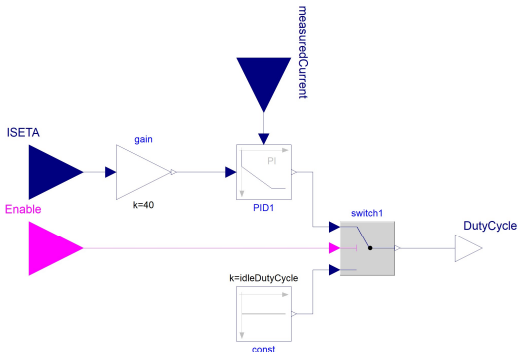 measuredCurrent
ISETA
gain
PI
k=40
PID1
Enable
switch1
DutyCycle
k=idleDutyCycle
const